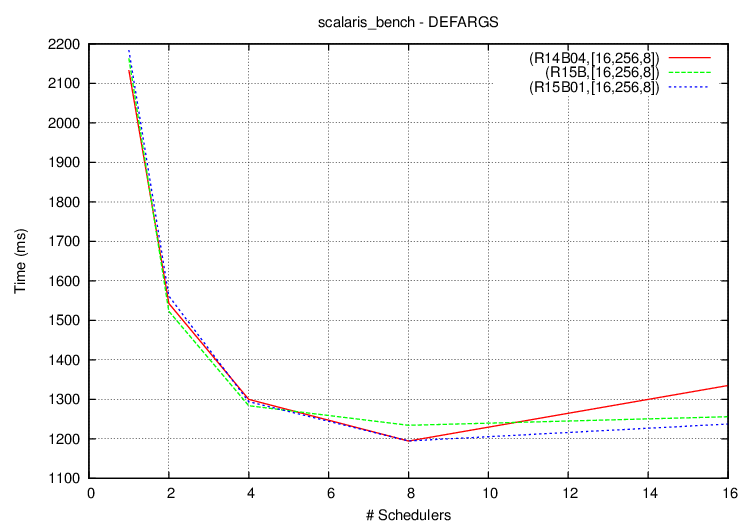 scalaris_bench - DEFARGS
(R14B04,[16,256,8])
(R15B,[16,256,8])
(R15B01,[16,256,8])
2200
2100
2000
1900
1800
1700
1600
1500
1400
1300
1200
1100
Time (ms)
0 2 4 6 8 10 12 14 16
# Schedulers